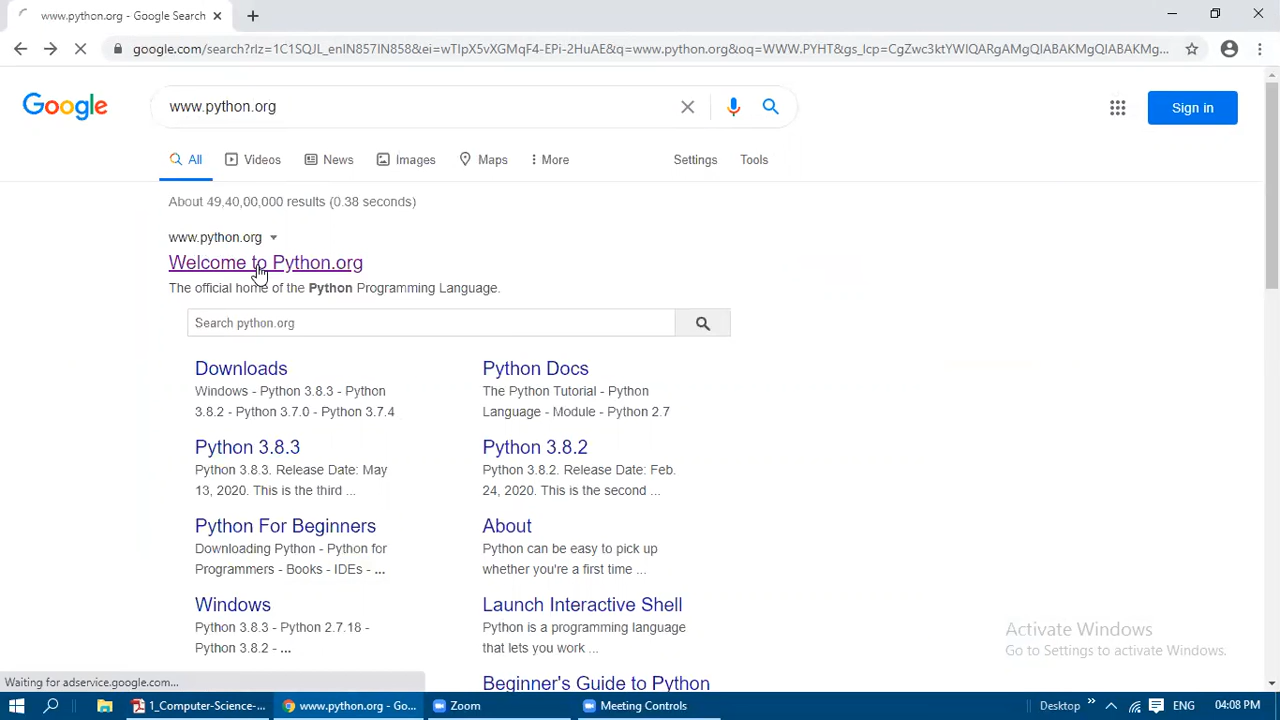 www.python.org - Google Search
google.com/search?rlz=1C1SQJL_enIN857IN858&ei=wTIpX5vXGMqF4-EPi-2HuAE&q=www.python.org&oq=WWW.PYHT&gs_lcp=CgZwc3ktYWIQARgAMgQIABAKMgQIABAKMgQIABAKMgQIABAKMgQIABAKMg...
Google
www.python.org
Sign in
All
Videos
News
Images
Maps
More
Settings
Tools
About 49,40,00,000 results (0.38 seconds)
www.python.org
Welcome to Python.org
The official home of the Python Programming Language.
Search python.org
Downloads
Windows - Python 3.8.3 - Python
3.8.2 - Python 3.7.0 - Python 3.7.4
Python Docs
The Python Tutorial - Python
Language - Module - Python 2.7
Python 3.8.3
Python 3.8.3. Release Date: May
13, 2020. This is the third ...
Python 3.8.2
Python 3.8.2. Release Date: Feb.
24, 2020. This is the second ...
Python For Beginners
Downloading Python - Python for
Programmers - Books - IDEs - ...
About
Python can be easy to pick up
whether you're a first time ...
Windows
Python 3.8.3 - Python 2.7.18 -
Python 3.8.2 - ...
Launch Interactive Shell
Python is a programming language
that lets you work ...
Beginner's Guide to Python
Activate Windows
Go to Settings to activate Windows.
Waiting for adservice.google.com...
1_Computer-Science-...
www.python.org - Go...
Zoom
Meeting Controls
Desktop
ENG
04:08 PM